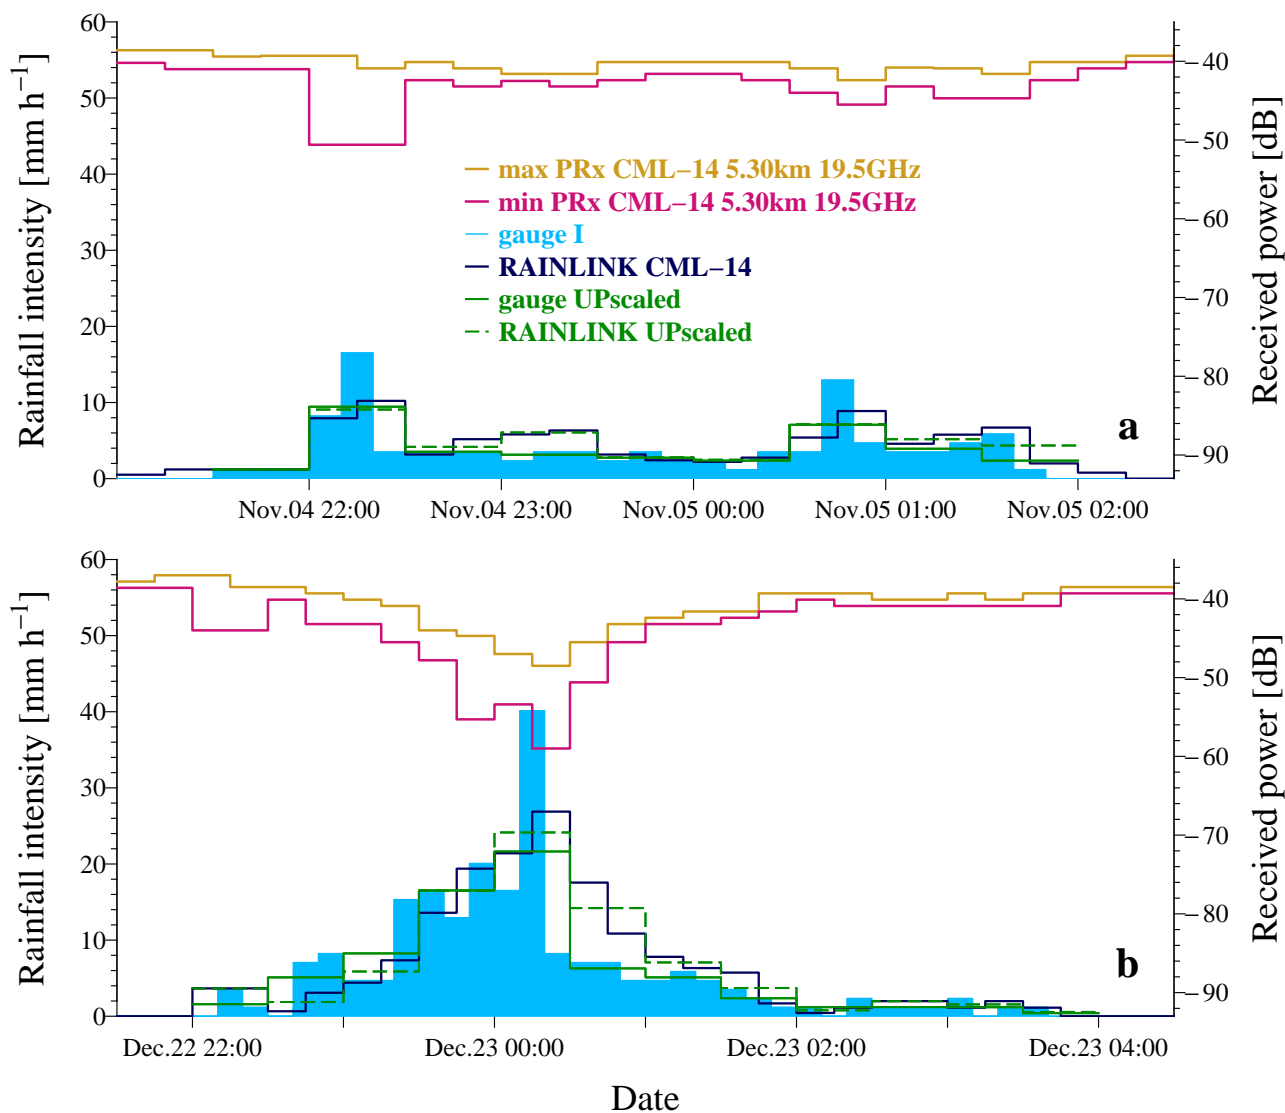 60
50
40
30
20
10
0
Rainfall intensity [mm h⁻¹]
−40
−50
−60
−70
−80
−90
Received power [dB]
max PRx CML−14 5.30km 19.5GHz
min PRx CML−14 5.30km 19.5GHz
gauge I
RAINLINK CML−14
gauge UPscaled
RAINLINK UPscaled
a
Nov.04 22:00 Nov.04 23:00 Nov.05 00:00 Nov.05 01:00 Nov.05 02:00
60
50
40
30
20
10
0
Rainfall intensity [mm h⁻¹]
−40
−50
−60
−70
−80
−90
Received power [dB]
b
Dec.22 22:00 Dec.23 00:00 Dec.23 02:00 Dec.23 04:00
Date